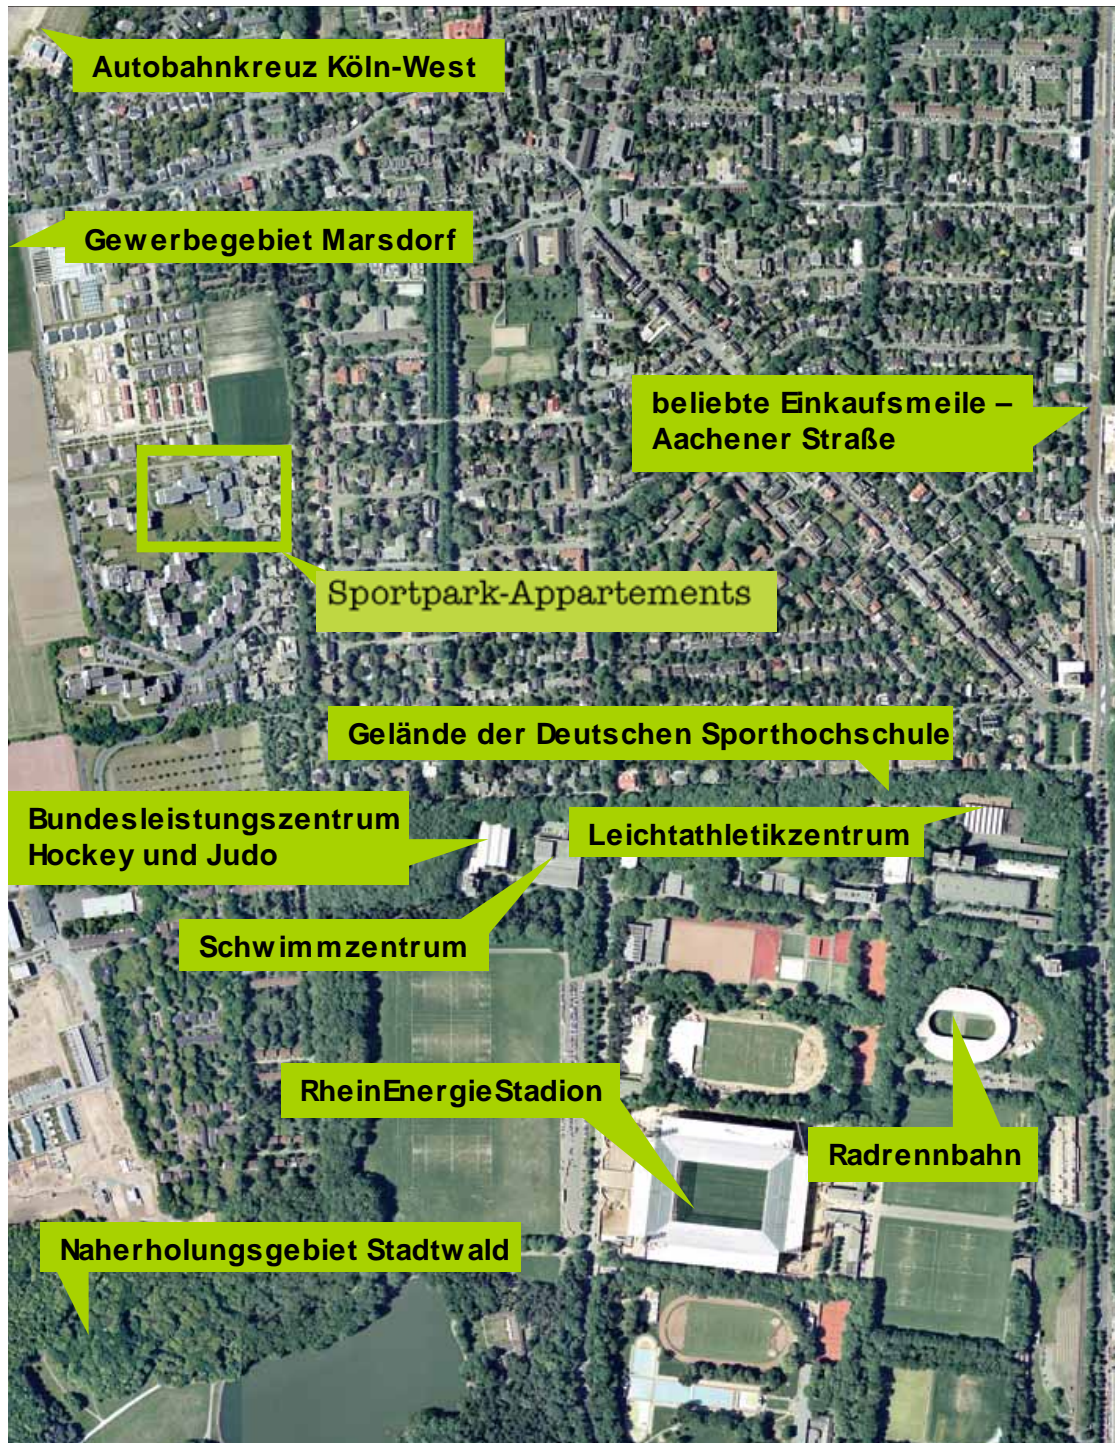 Autobahnkreuz Köln-West
Gewerbegebiet Marsdorf
beliebte Einkaufsmeile –
Aachener Straße
Sportpark-Appartements
Gelände der Deutschen Sporthochschule
Bundesleistungszentrum
Hockey und Judo
Leichtathletikzentrum
Schwimmzentrum
RheinEnergieStadion
Radrennbahn
Naherholungsgebiet Stadtwald